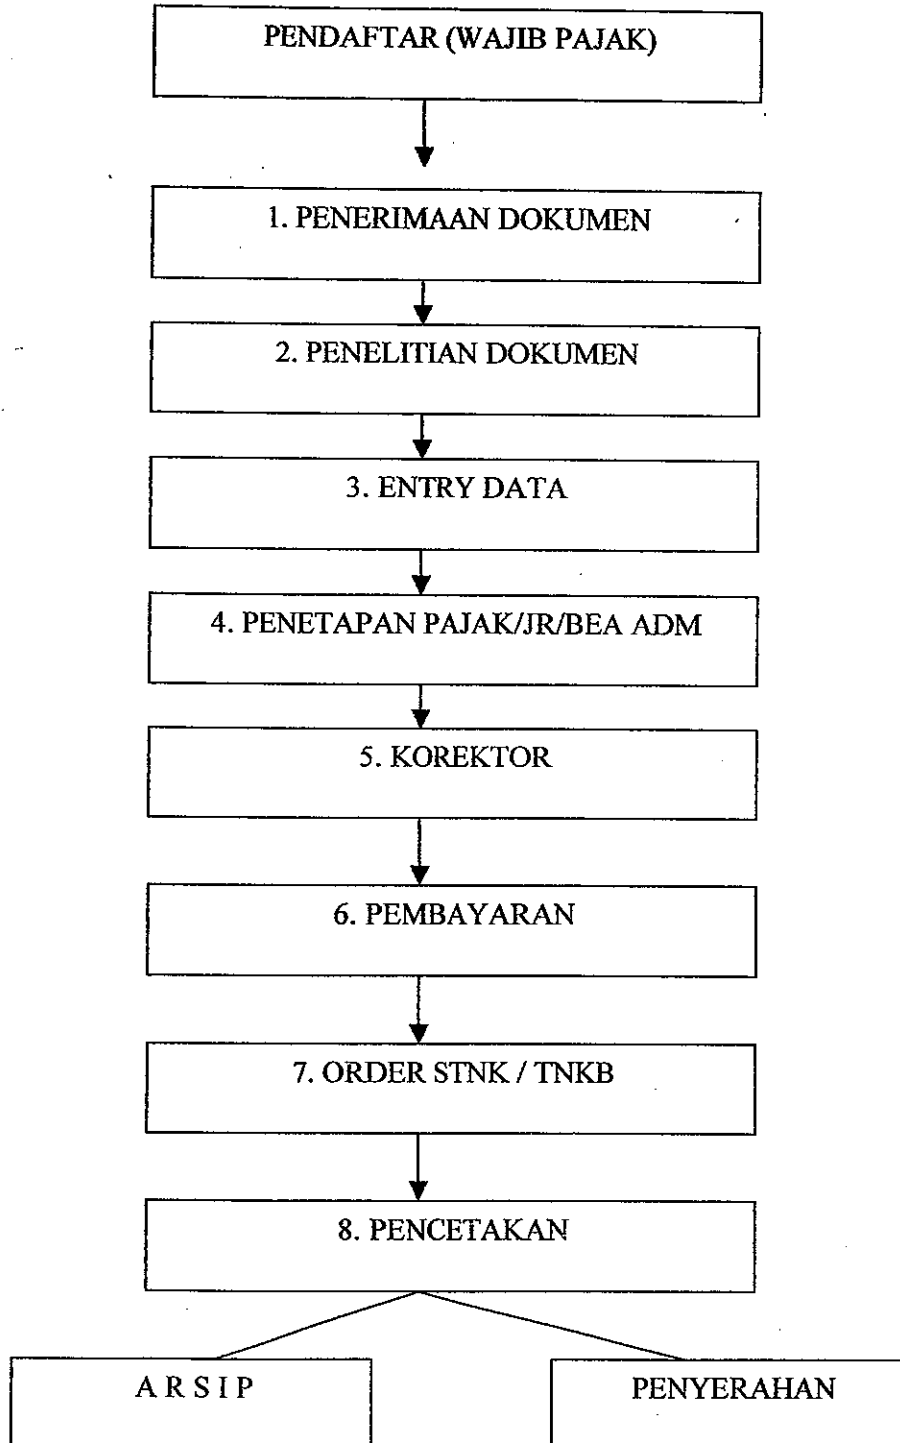 PENDAFTAR (WAJIB PAJAK)
1. PENERIMAAN DOKUMEN
2. PENELITIAN DOKUMEN
3. ENTRY DATA
4. PENETAPAN PAJAK/JR/BEA ADM
5. KOREKTOR
6. PEMBAYARAN
7. ORDER STNK / TNKB
8. PENCETAKAN
A R S I P
PENYERAHAN